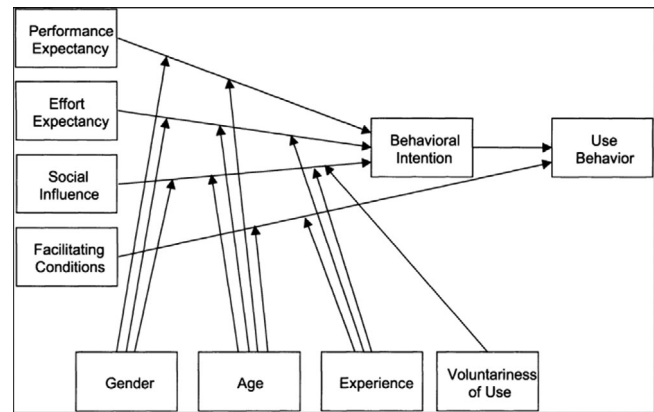 Performance
Expectancy
Effort
Expectancy
Social
Influence
Facilitating
Conditions
Behavioral
Intention
Use
Behavior
Gender
Age
Experience
Voluntariness
of Use